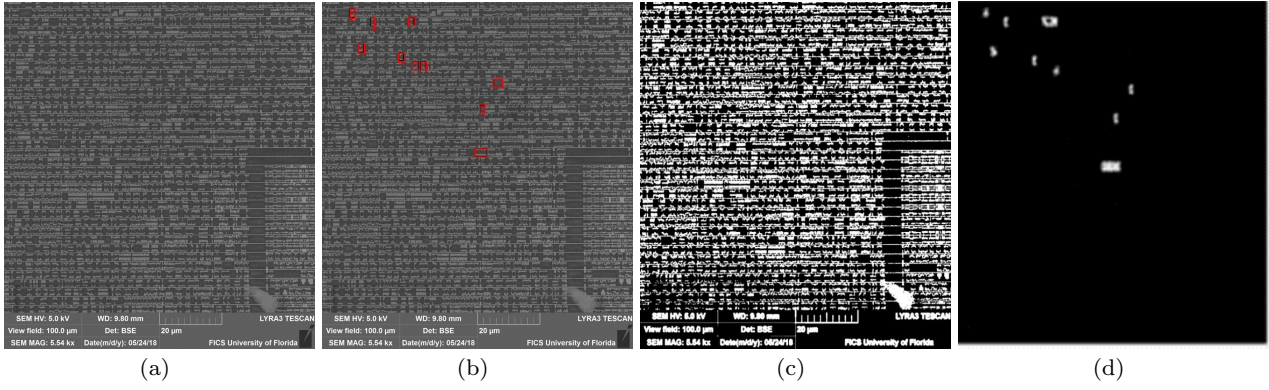 SEM HV: 5.0 kV WD: 9.80 mm LYRA3 TESCAN
View field: 100.0 µm Det: BSE 20 µm
SEM MAG: 5.54 kx Date(m/d/y): 05/24/18 FICS University of Florida
SEM HV: 5.0 kV WD: 9.80 mm LYRA3 TESCAN
View field: 100.0 µm Det: BSE 20 µm
SEM MAG: 5.54 kx Date(m/d/y): 05/24/18 FICS University of Florida
SEM HV: 5.0 kV WD: 9.80 mm LYRA3 TESCAN
View field: 100.0 µm Det: BSE 20 µm
SEM MAG: 5.54 kx Date(m/d/y): 05/24/18 FICS University of Florida
(a) (b) (c) (d)